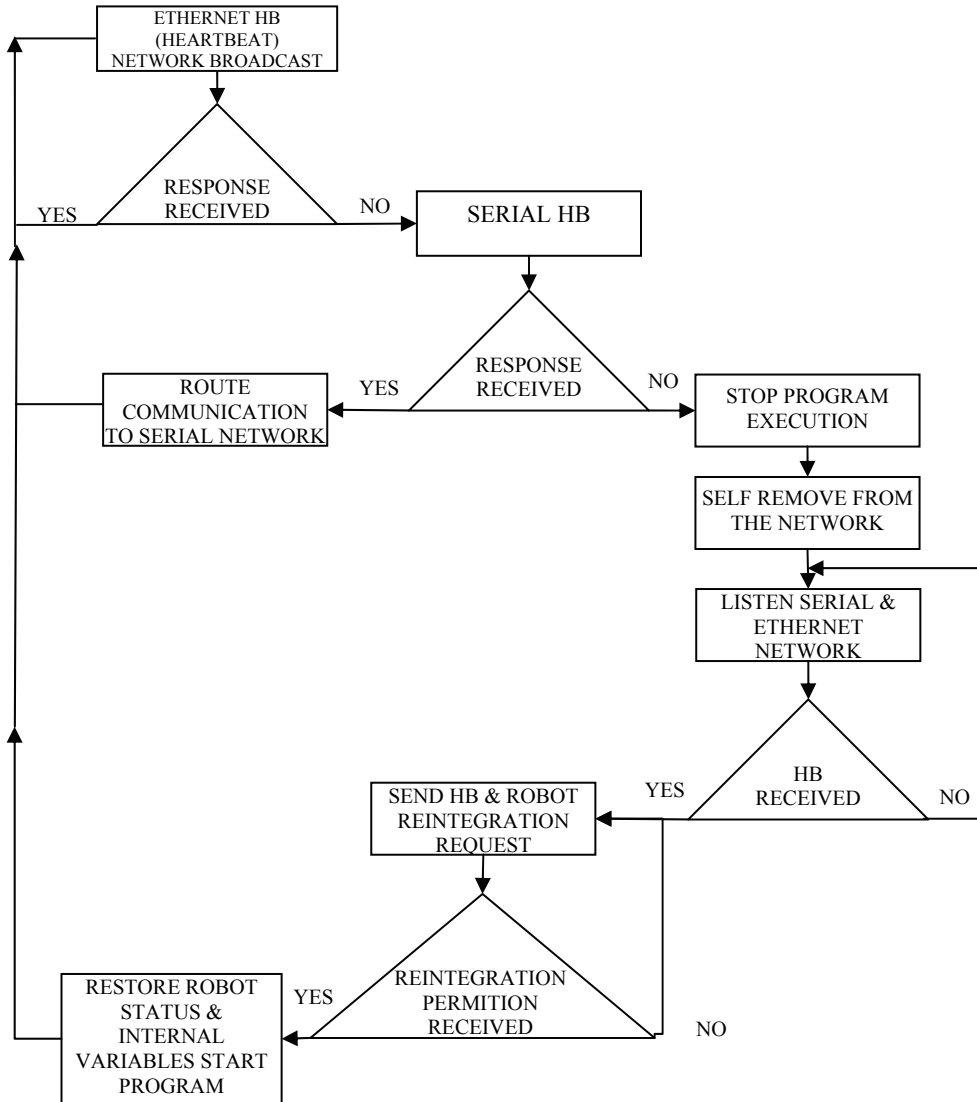 ETHERNET HB
(HEARTBEAT)
NETWORK BROADCAST
RESPONSE
RECEIVED
YES
NO
SERIAL HB
RESPONSE
RECEIVED
YES
NO
ROUTE
COMMUNICATION
TO SERIAL NETWORK
STOP PROGRAM
EXECUTION
SELF REMOVE FROM
THE NETWORK
LISTEN SERIAL &
ETHERNET
NETWORK
HB
RECEIVED
YES
NO
SEND HB & ROBOT
REINTEGRATION
REQUEST
REINTEGRATION
PERMITION
RECEIVED
YES
NO
RESTORE ROBOT
STATUS &
INTERNAL
VARIABLES START
PROGRAM